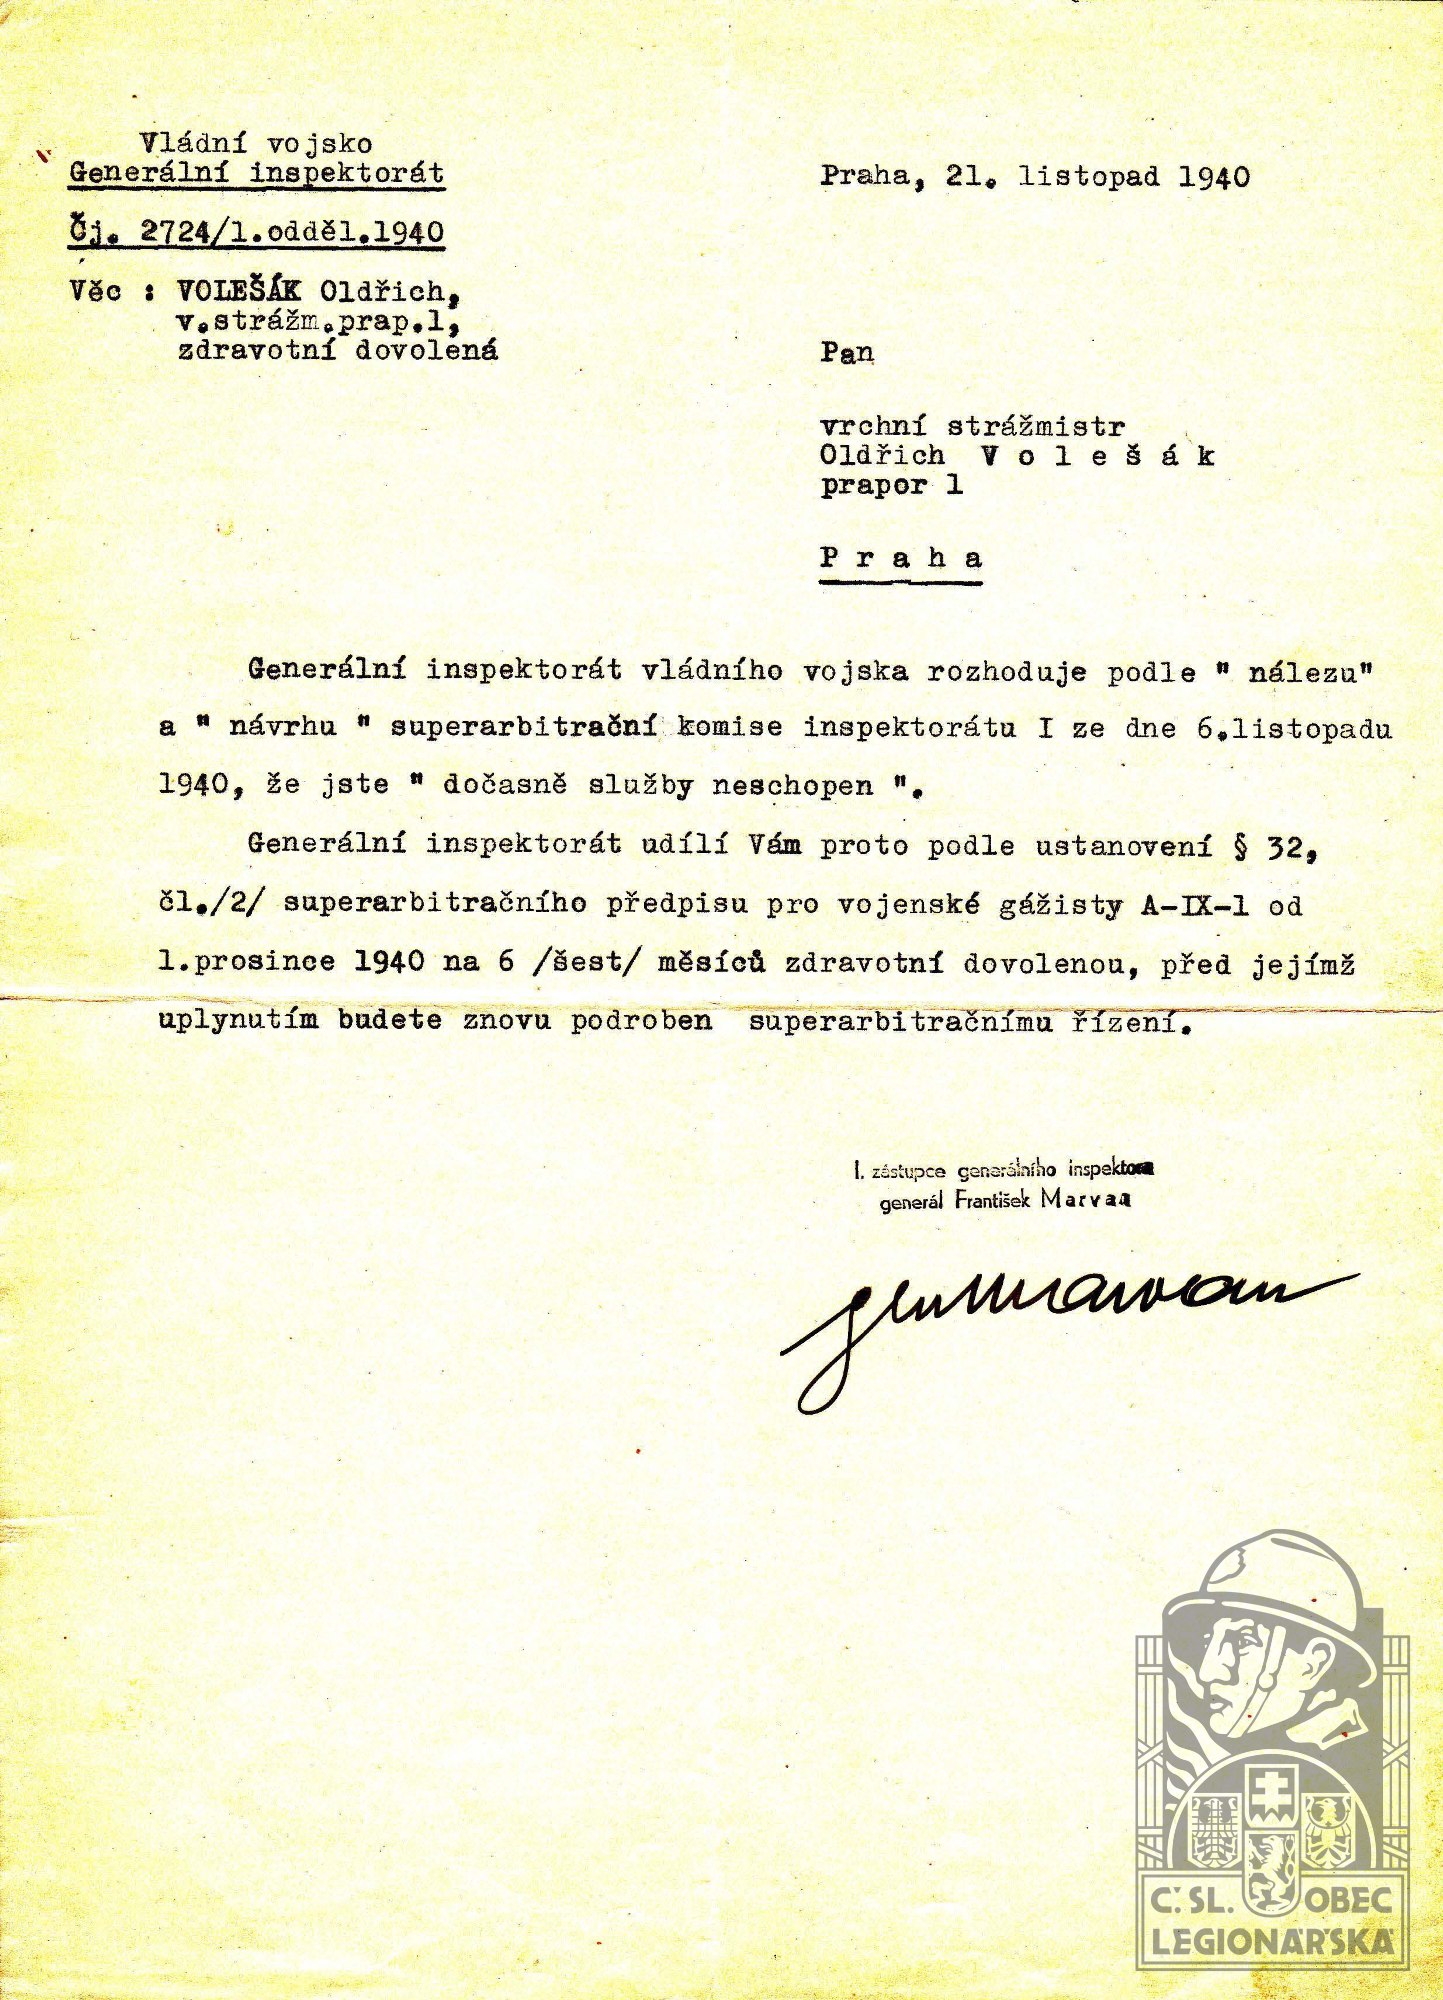 Vládní vojsko
Generální inspektorát
Praha, 21. listopad 1940
Čj. 2724/1.odděl.1940
Věc : VOLEŠÁK Oldřich,
v.strážm.prap.1,
zdravotní dovolená
Pan
vrchní strážmistr
Oldřich V o l e š á k
prapor 1
P r a h a
Generální inspektorát vládního vojska rozhoduje podle " nálezu"
a " návrhu " superarbitrační komise inspektorátu I ze dne 6.listopadu
1940, že jste " dočasně služby neschopen ".
Generální inspektorát udílí Vám proto podle ustanovení § 32,
čl./2/ superarbitračního předpisu pro vojenské gážisty A-IX-1 od
1.prosince 1940 na 6 /šest/ měsíců zdravotní dovolenou, před jejímž
uplynutím budete znovu podroben superarbitračnímu řízení.
I. zástupce generálního inspektora
generál František Marvan
gen Marvan
Č. SL. OBEC
LEGIONÁŘSKÁ